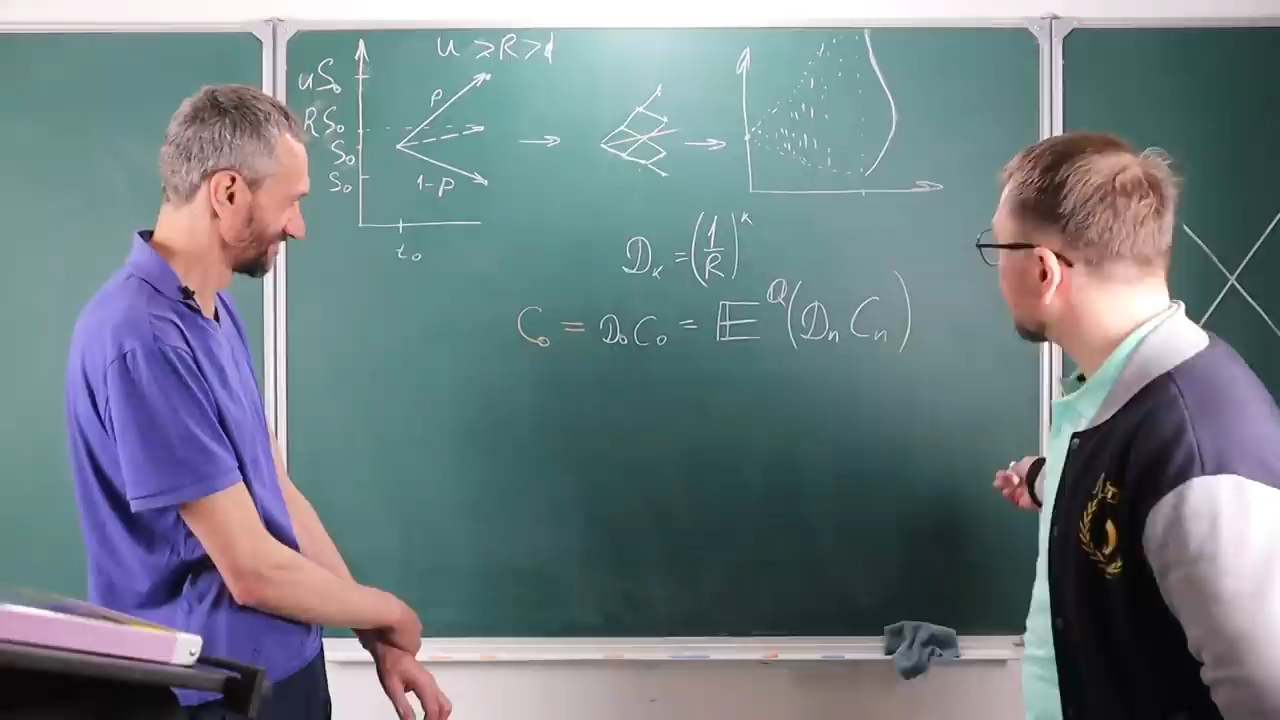 u > R > d
uS₀
p
RS₀
S₀
S₀
1-p
t₀
D_k = (1/R)^k
C₀ = D₀C₀ = E^Q(D_n C_n)